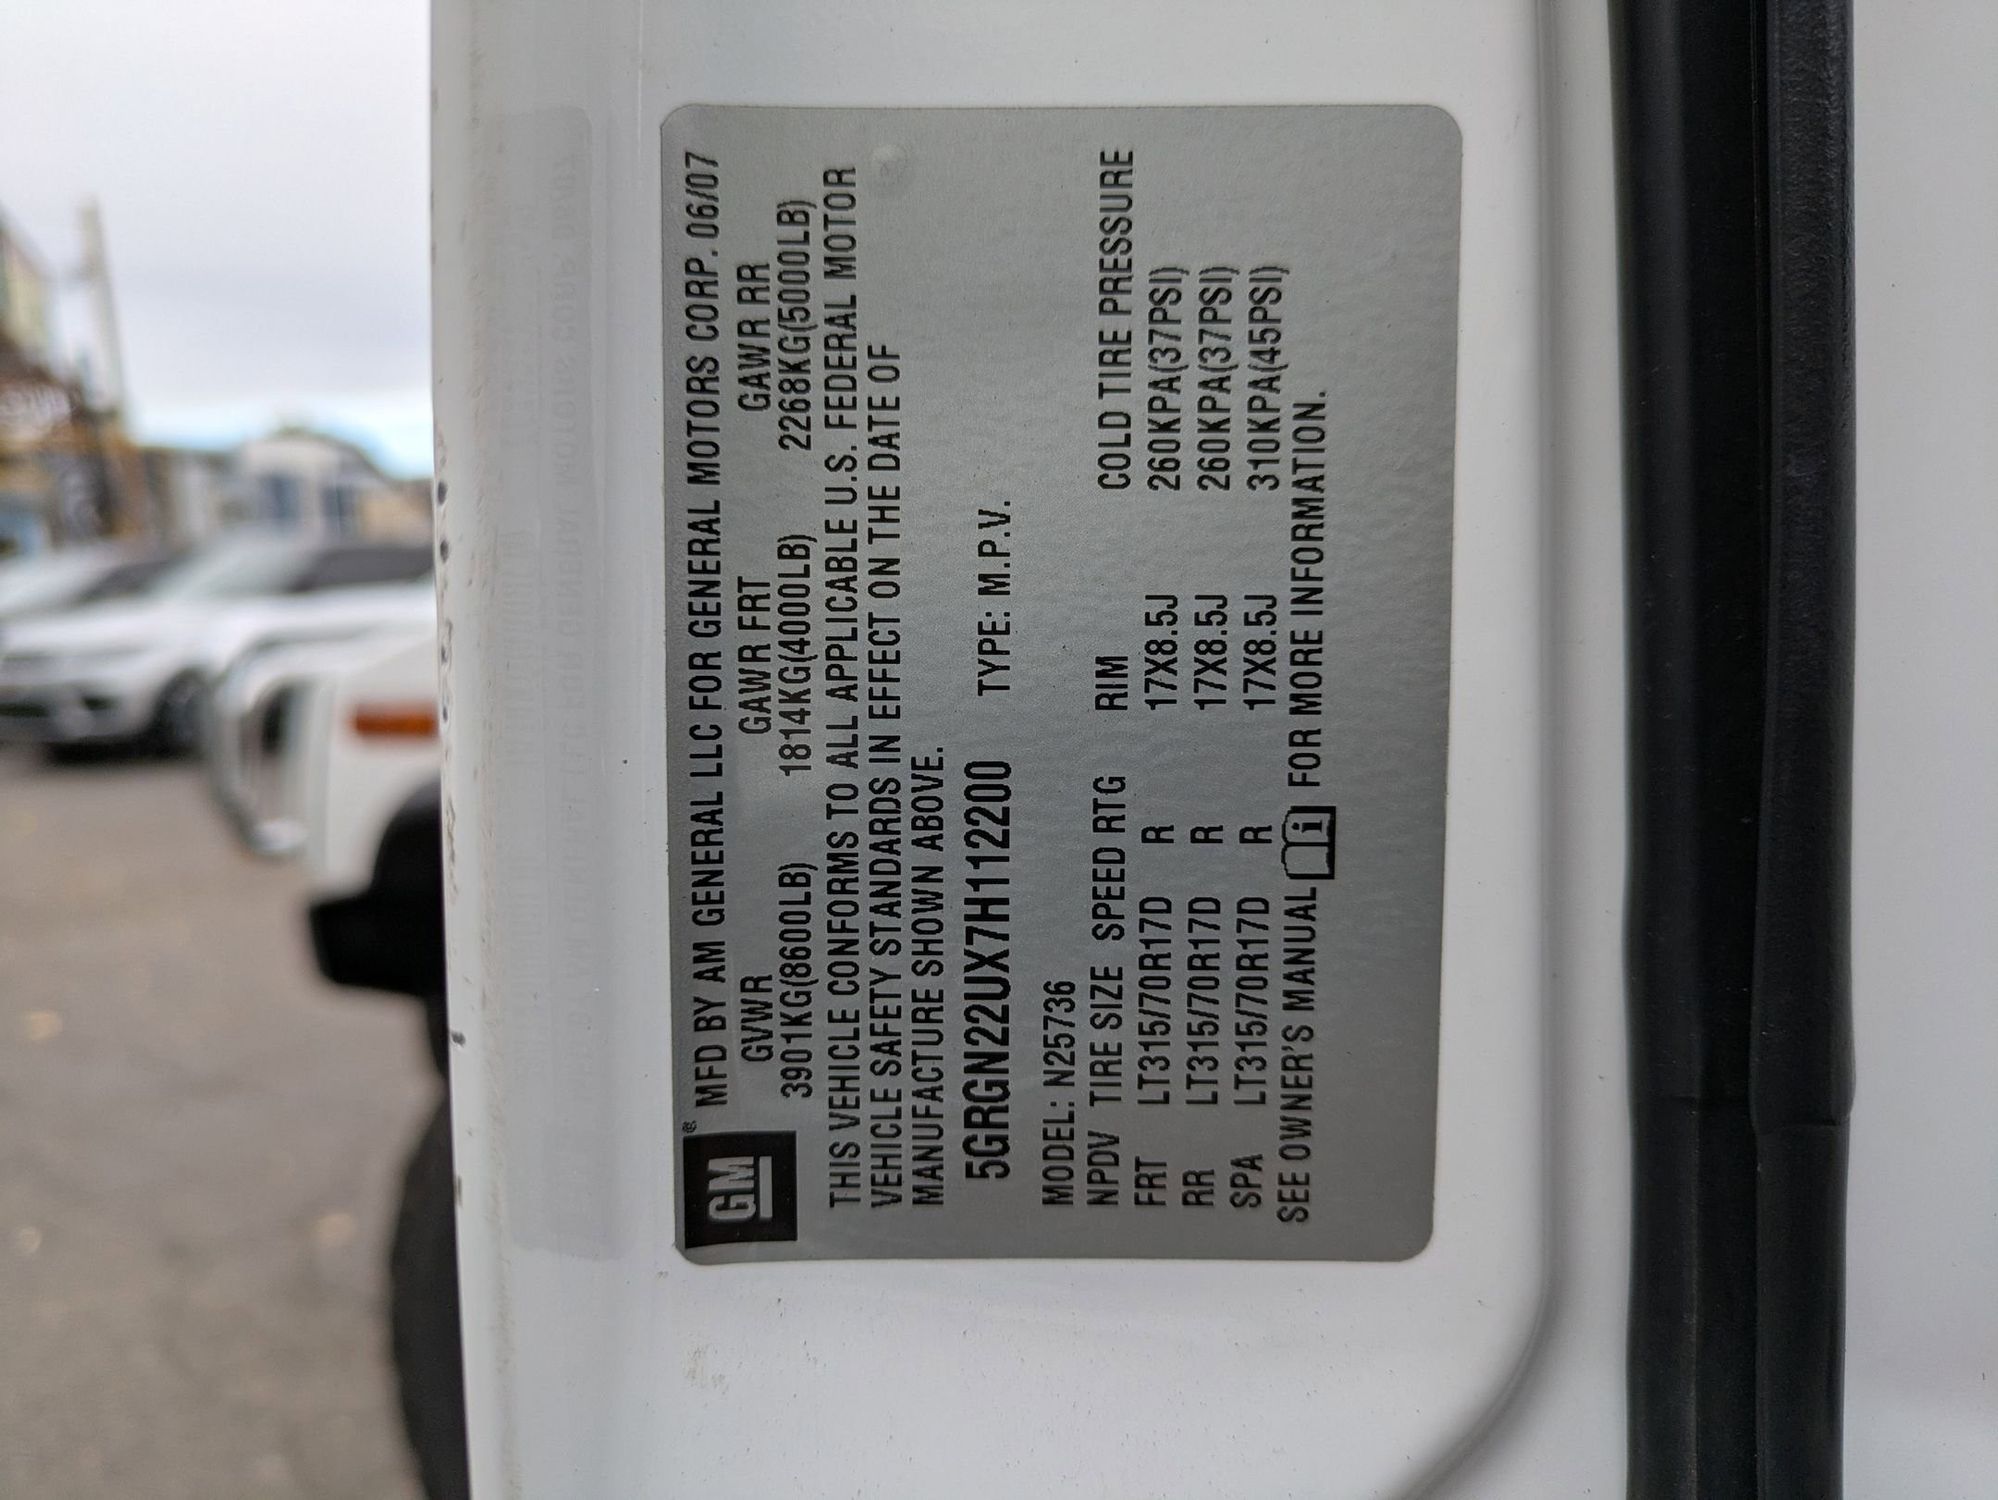 GM® MFD BY AM GENERAL LLC FOR GENERAL MOTORS CORP. 06/07
GVWR GAWR FRT GAWR RR
3901KG(8600LB) 1814KG(4000LB) 2268KG(5000LB)
THIS VEHICLE CONFORMS TO ALL APPLICABLE U.S. FEDERAL MOTOR
VEHICLE SAFETY STANDARDS IN EFFECT ON THE DATE OF
MANUFACTURE SHOWN ABOVE.
5GRGN22UX7H112200 TYPE: M.P.V.
MODEL: N25736
NPDV TIRE SIZE SPEED RTG RIM COLD TIRE PRESSURE
FRT LT315/70R17D R 17X8.5J 260KPA(37PSI)
RR LT315/70R17D R 17X8.5J 260KPA(37PSI)
SPA LT315/70R17D R 17X8.5J 310KPA(45PSI)
SEE OWNER'S MANUAL i FOR MORE INFORMATION.